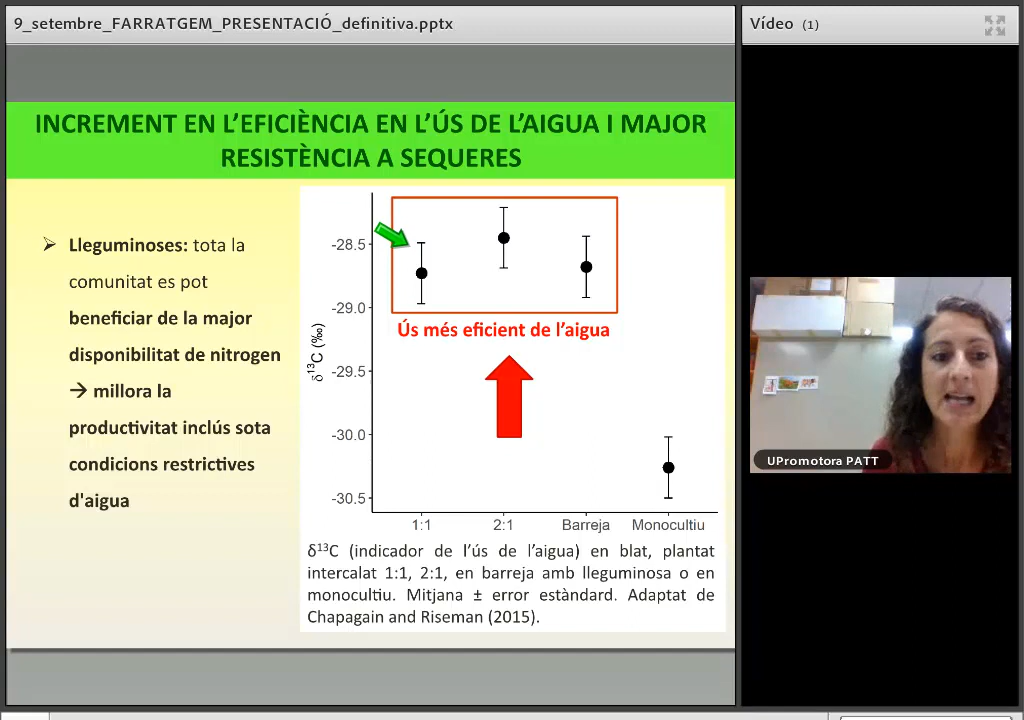 9_setembre_FARRATGEM_PRESENTACIÓ_definitiva.pptx
Vídeo (1)
INCREMENT EN L’EFICIÈNCIA EN L’ÚS DE L’AIGUA I MAJOR
RESISTÈNCIA A SEQUERES
➢ Lleguminoses: tota la
comunitat es pot
beneficiar de la major
disponibilitat de nitrogen
→ millora la
productivitat inclús sota
condicions restrictives
d'aigua
δ¹³C (‰)
-28.5
-29.0
-29.5
-30.0
-30.5
Ús més eficient de l’aigua
1:1 2:1 Barreja Monocultiu
δ¹³C (indicador de l’ús de l’aigua) en blat, plantat
intercalat 1:1, 2:1, en barreja amb lleguminosa o en
monocultiu. Mitjana ± error estàndard. Adaptat de
Chapagain and Riseman (2015).
UPromotora PATT